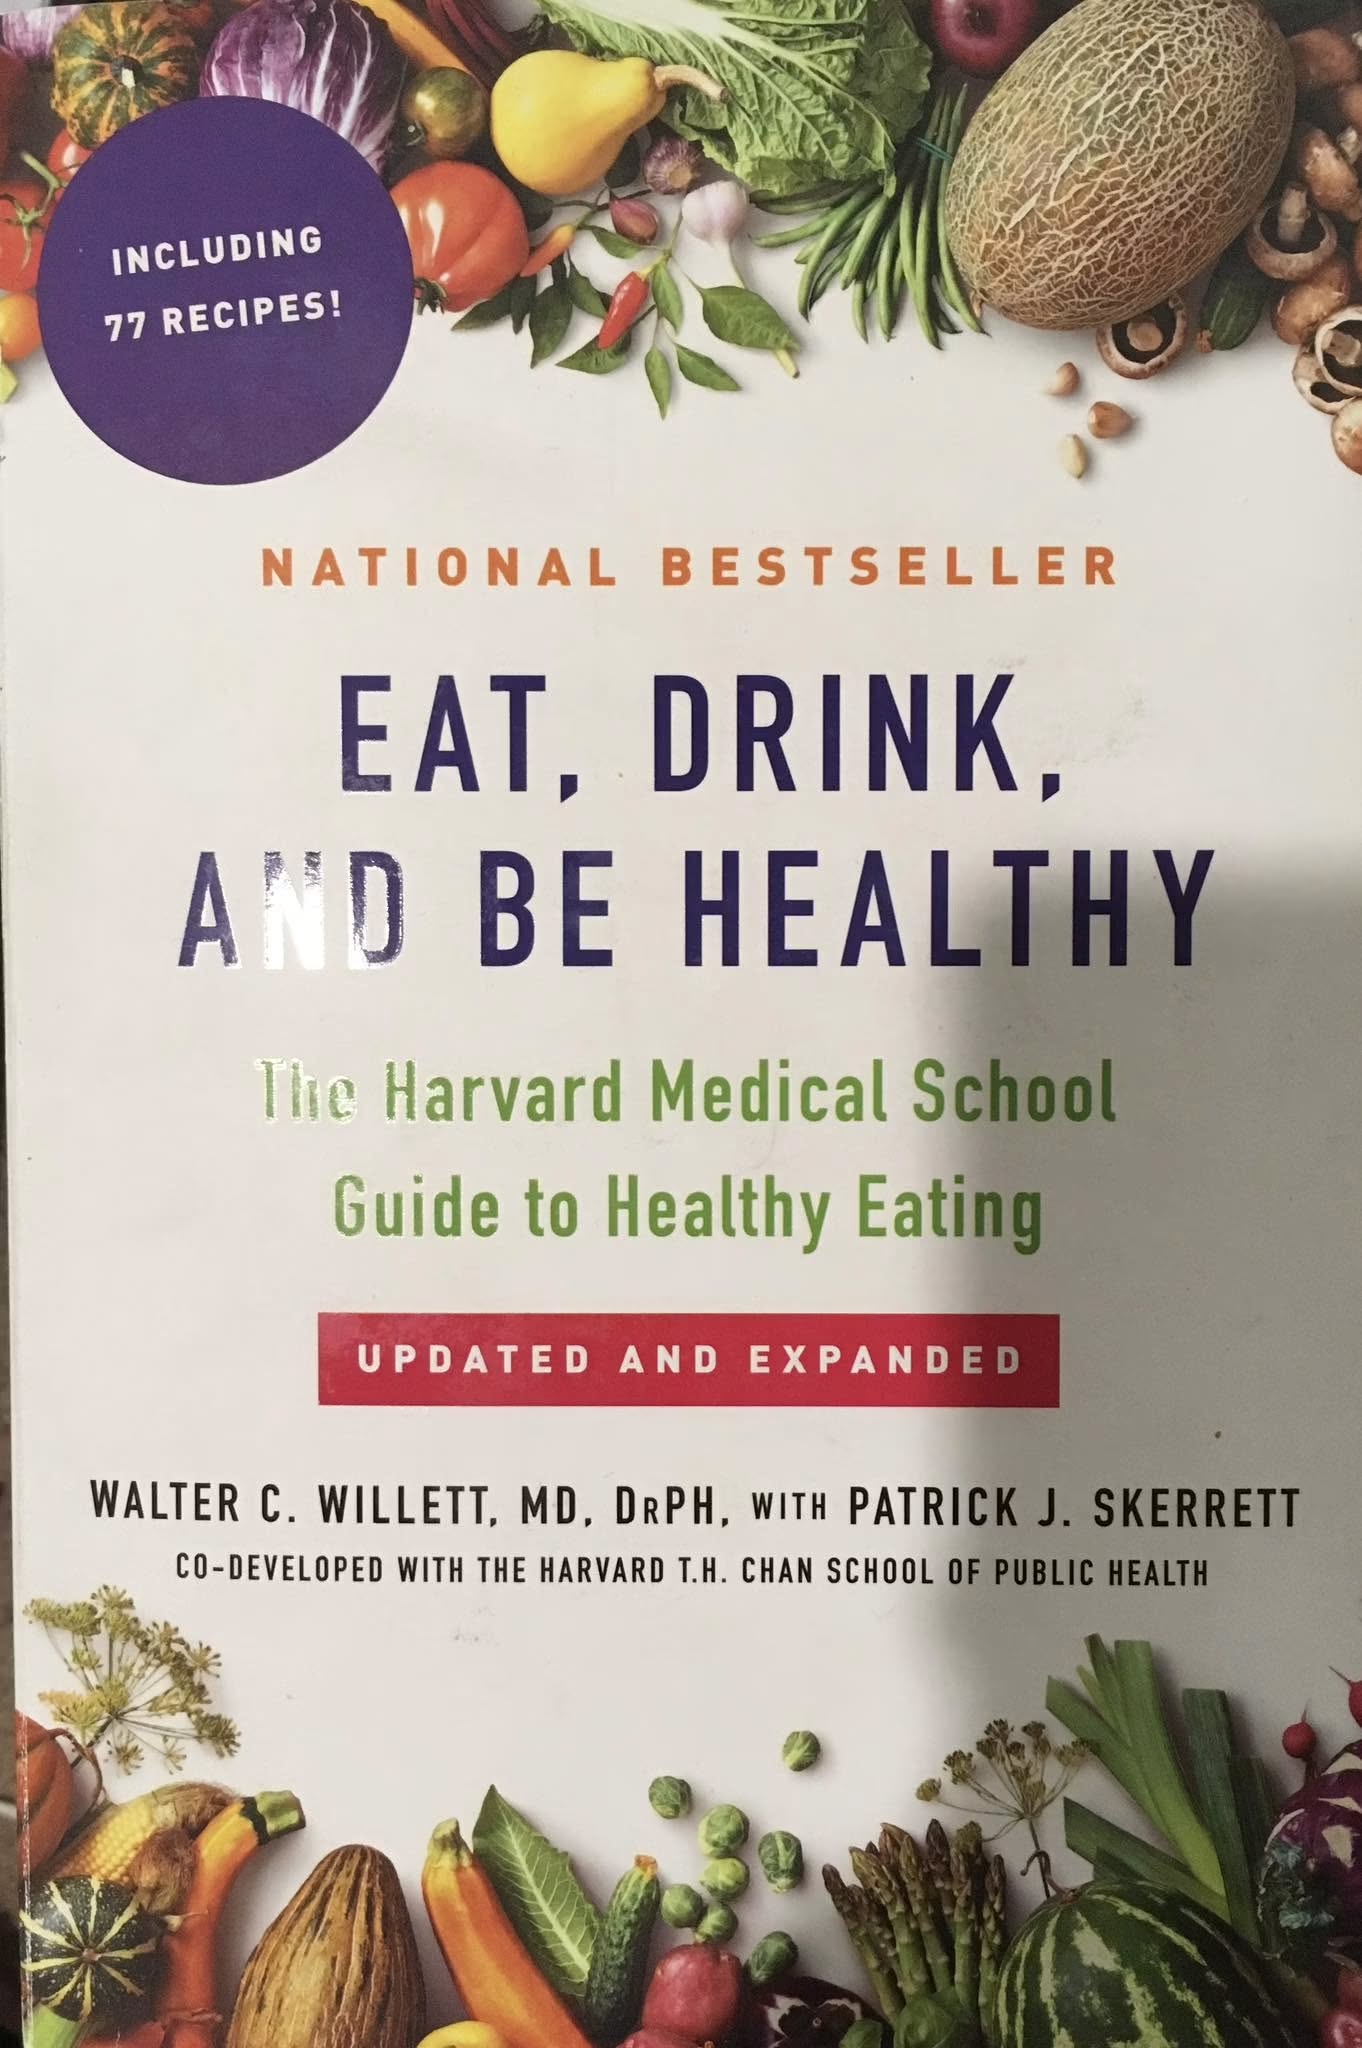 INCLUDING
77 RECIPES!
NATIONAL BESTSELLER
EAT, DRINK,
AND BE HEALTHY
The Harvard Medical School
Guide to Healthy Eating
UPDATED AND EXPANDED
WALTER C. WILLETT, MD, DRPH, WITH PATRICK J. SKERRETT
CO-DEVELOPED WITH THE HARVARD T.H. CHAN SCHOOL OF PUBLIC HEALTH